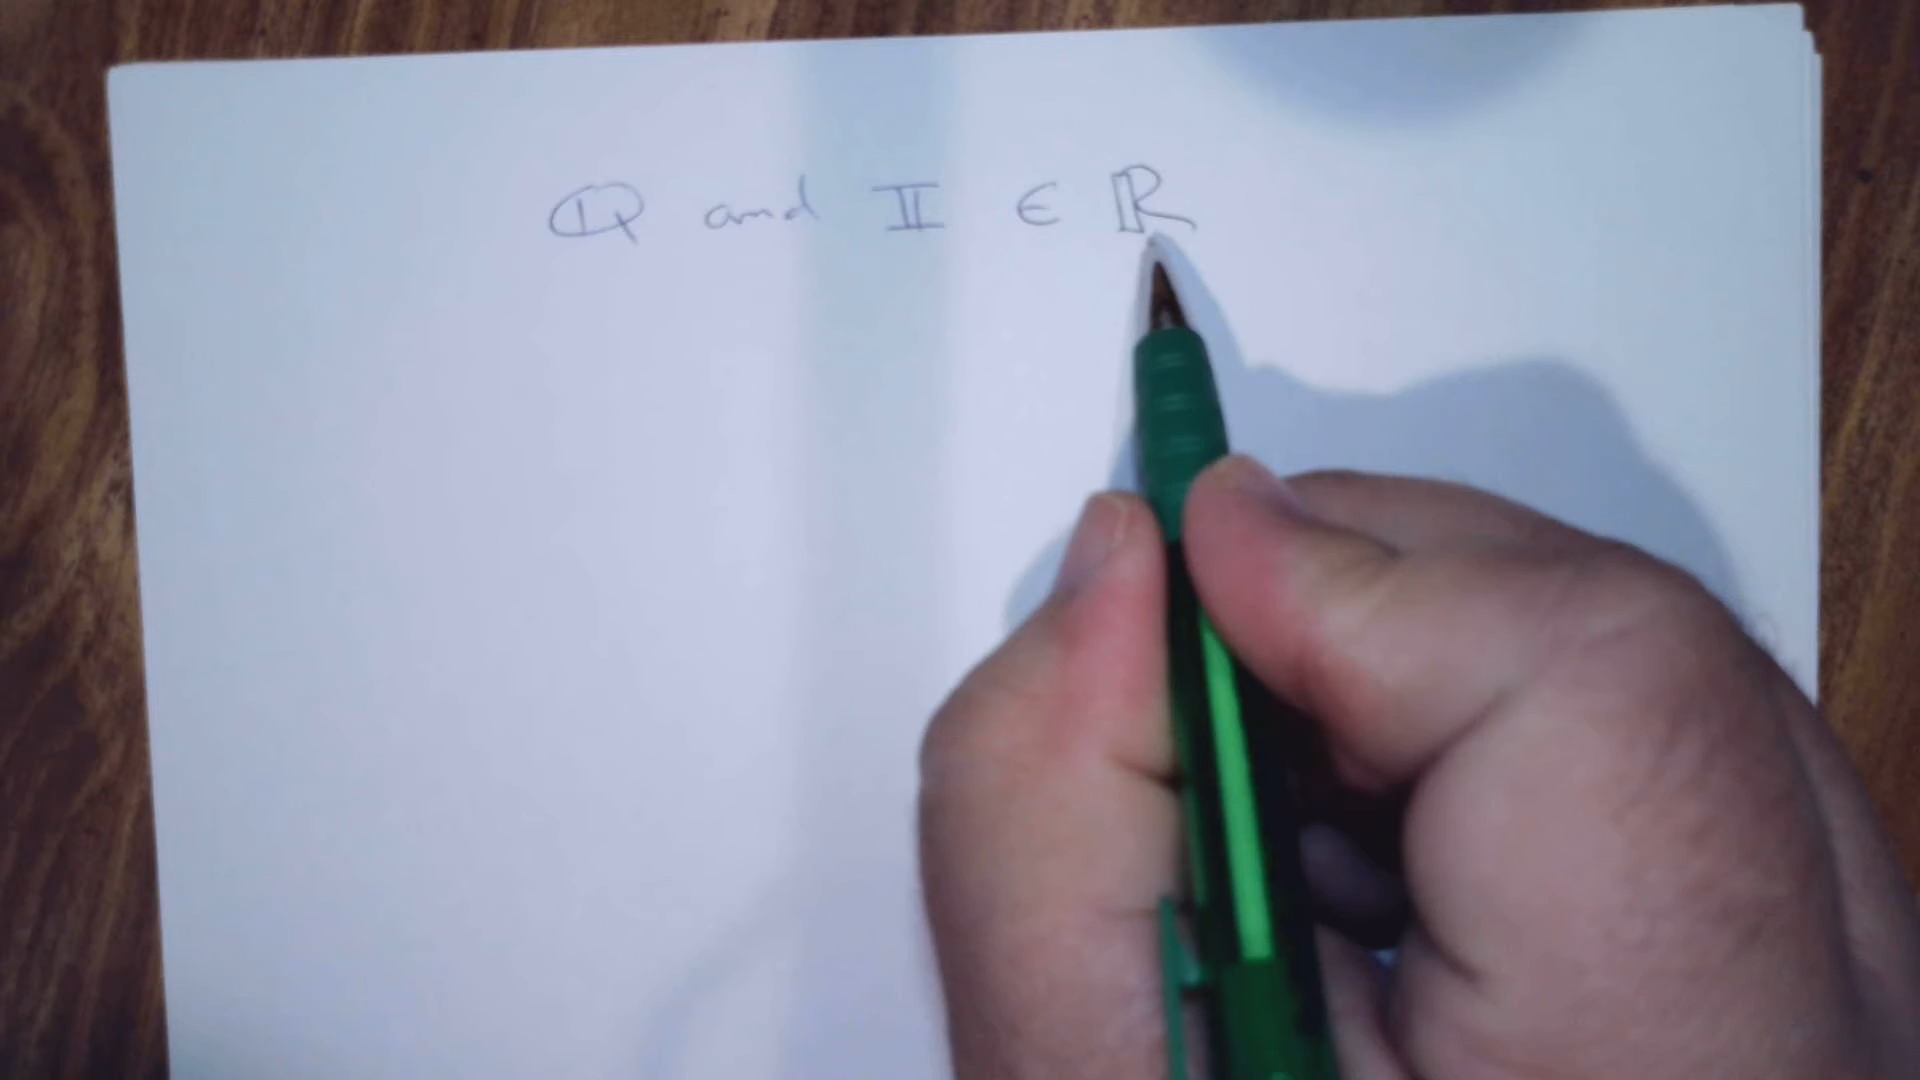 ℚ and 𝕀 ∈ ℝ